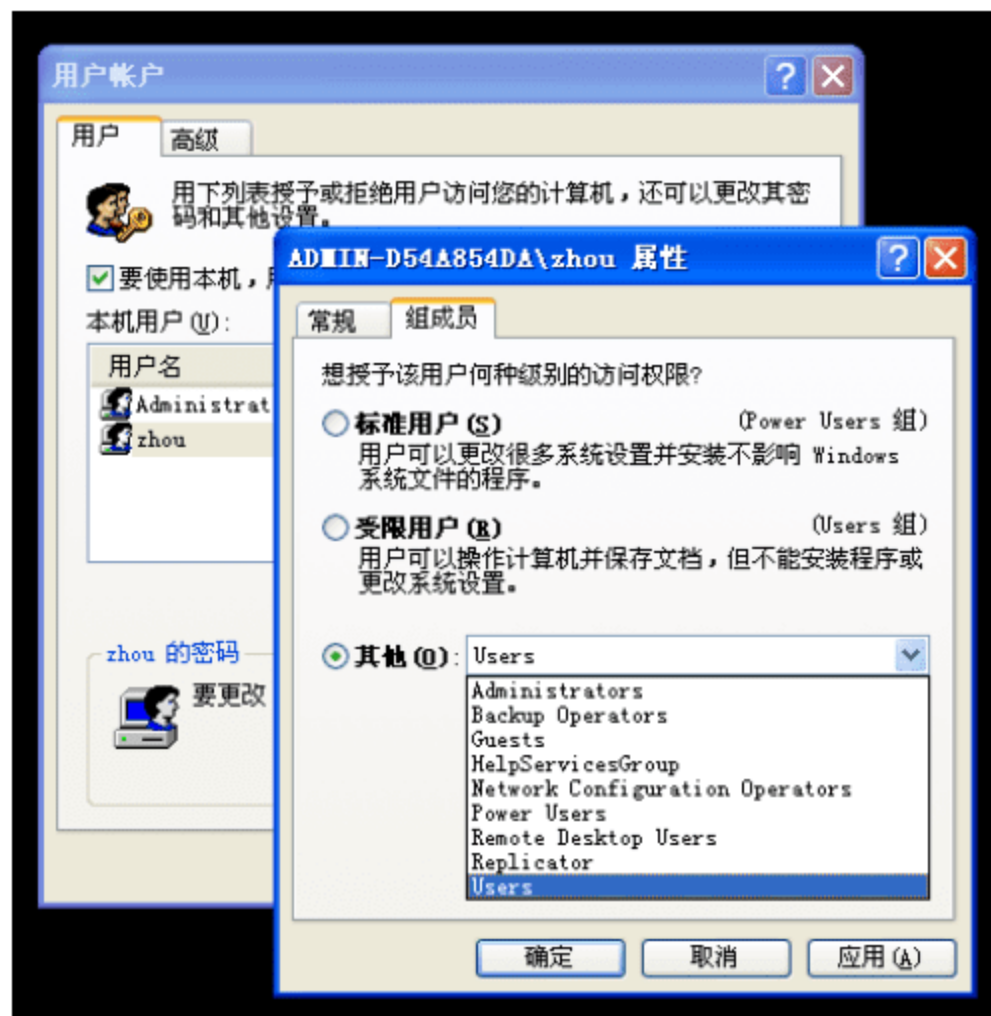 用户帐户
用户
高级
用下列表授予或拒绝用户访问您的计算机，还可以更改其密
码和其他设置。
要使用本机，
本机用户(U):
用户名
Administrat
zhou
zhou 的密码
要更改
ADMIN-D54A854DA\zhou 属性
常规
组成员
想授予该用户何种级别的访问权限?
标准用户(S) (Power Users 组)
用户可以更改很多系统设置并安装不影响 Windows
系统文件的程序。
受限用户(R) (Users 组)
用户可以操作计算机并保存文档，但不能安装程序或
更改系统设置。
其他(O): Users
Administrators
Backup Operators
Guests
HelpServicesGroup
Network Configuration Operators
Power Users
Remote Desktop Users
Replicator
Users
确定
取消
应用(A)